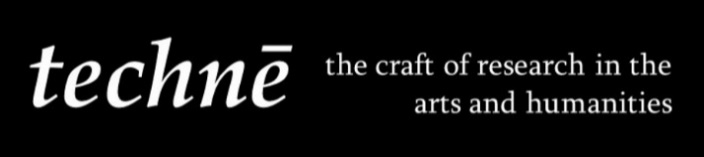 technē
the craft of research in the
arts and humanities